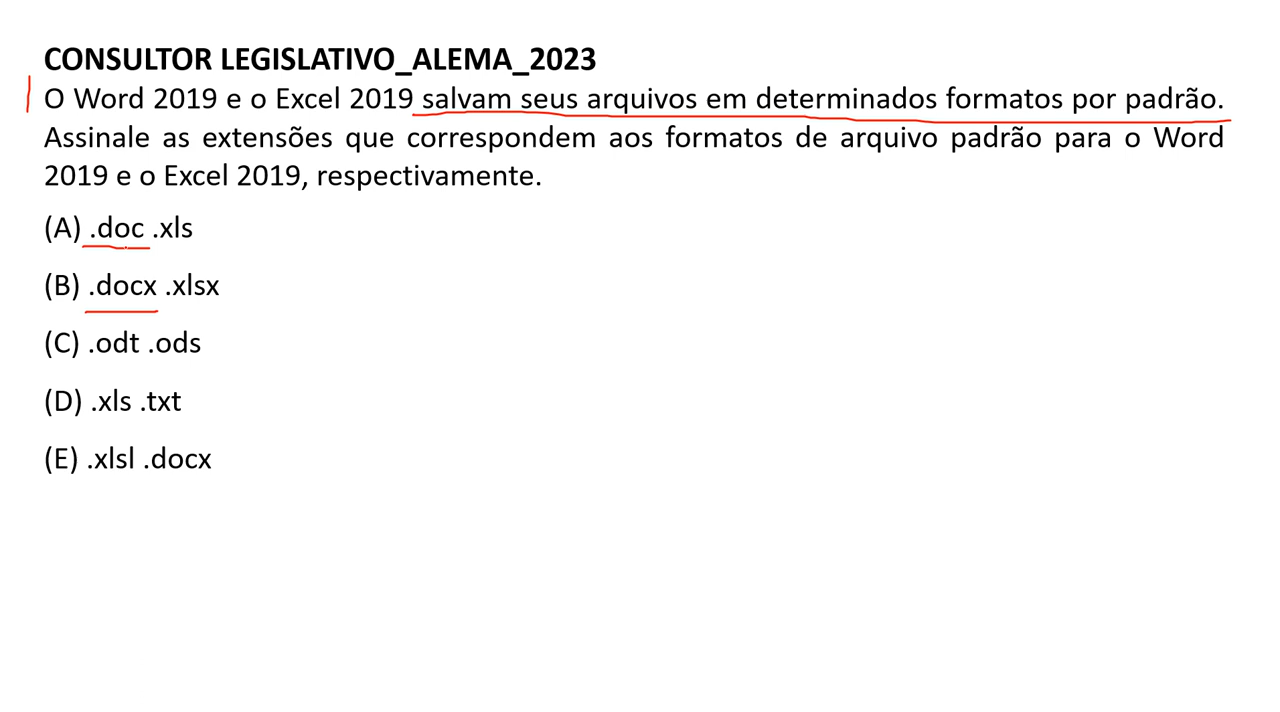 CONSULTOR LEGISLATIVO_ALEMA_2023
O Word 2019 e o Excel 2019 salvam seus arquivos em determinados formatos por padrão.
Assinale as extensões que correspondem aos formatos de arquivo padrão para o Word
2019 e o Excel 2019, respectivamente.
(A) .doc .xls
(B) .docx .xlsx
(C) .odt .ods
(D) .xls .txt
(E) .xlsl .docx